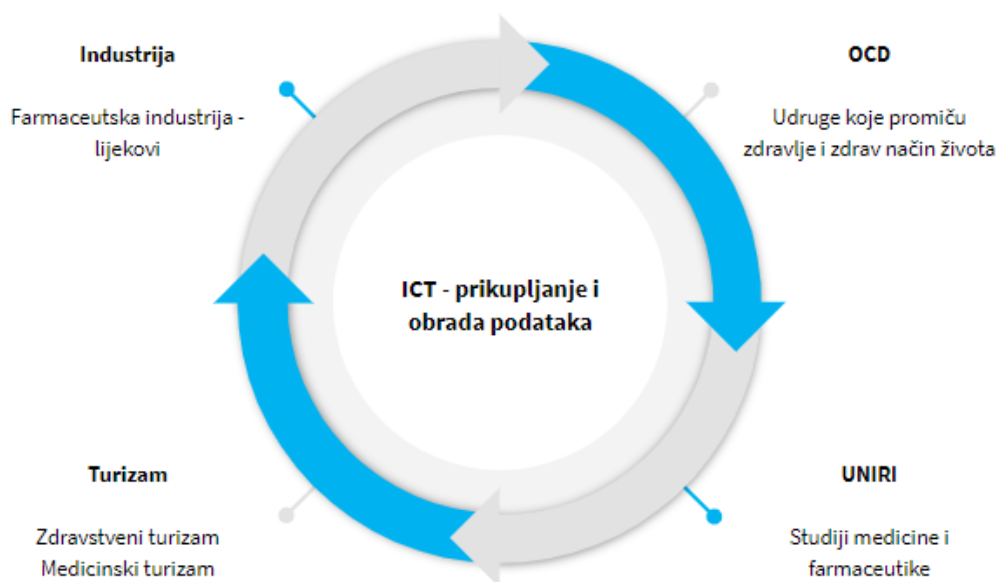 Industrija
Farmaceutska industrija -
lijekovi
OCD
Udruge koje promiču
zdravlje i zdrav način života
ICT - prikupljanje i
obrada podataka
Turizam
Zdravstveni turizam
Medicinski turizam
UNIRI
Studiji medicine i
farmaceutike